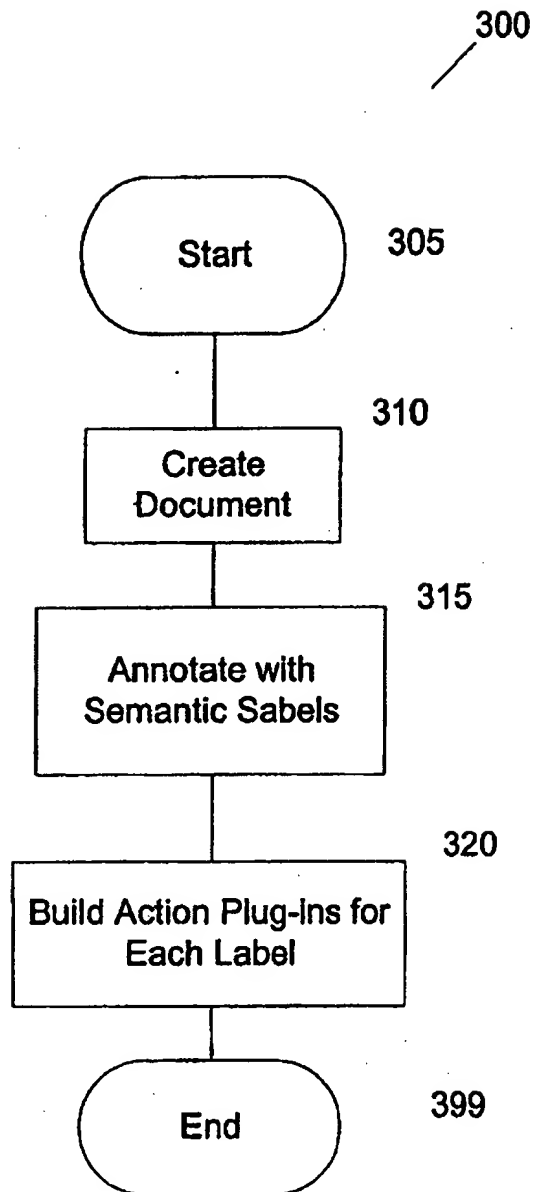 300
Start
305
310
Create
Document
315
Annotate with
Semantic Sabels
320
Build Action Plug-ins for
Each Label
End
399